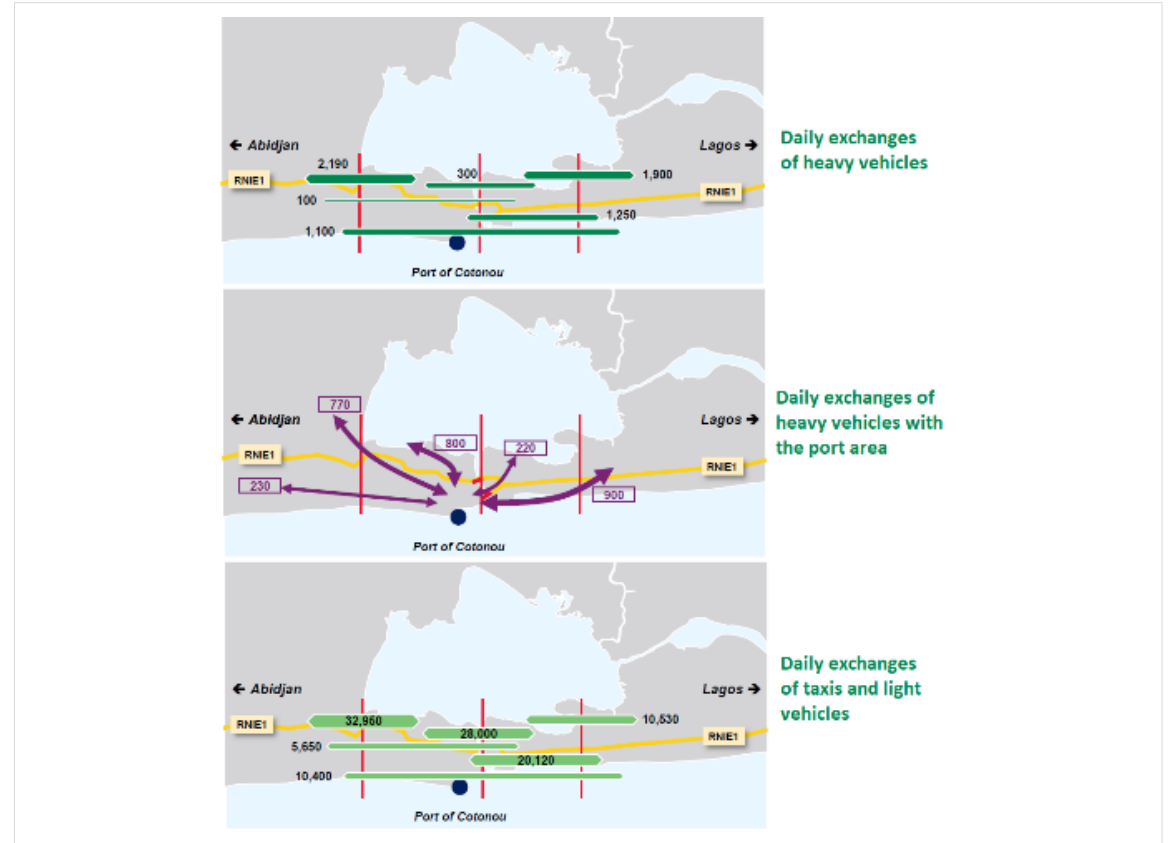 ← Abidjan
Lagos →
Daily exchanges
of heavy vehicles
2,190
300
1,900
RNIE1
RNIE1
100
1,250
1,100
Port of Cotonou
770
← Abidjan
Lagos →
Daily exchanges of
heavy vehicles with
the port area
800
220
RNIE1
RNIE1
230
900
Port of Cotonou
← Abidjan
Lagos →
Daily exchanges
of taxis and light
vehicles
32,960
10,530
RNIE1
28,000
RNIE1
5,650
20,120
10,400
Port of Cotonou